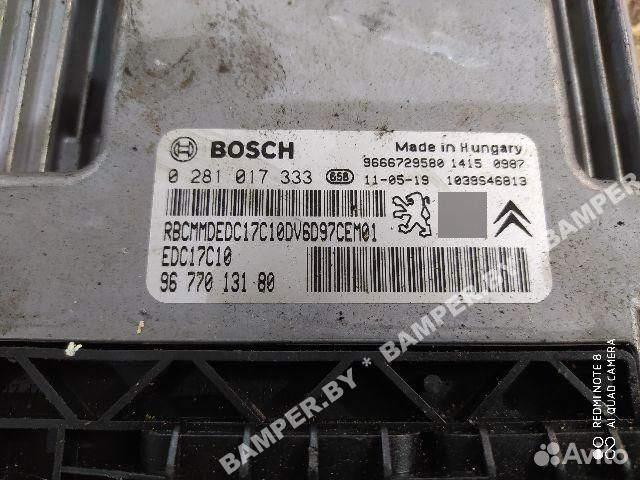 BOSCH
Made in Hungary
9666729580 1415 0987
0 281 017 333 658 11-05-19 1039S46813
RBCMMDEDC17C10DV6D97CEM01
EDC17C10
96 770 131 80
BAMPER.BY * BAMPER.BY * BAMPER.BY
REDMI NOTE 8
AI QUAD CAMERA
Avito